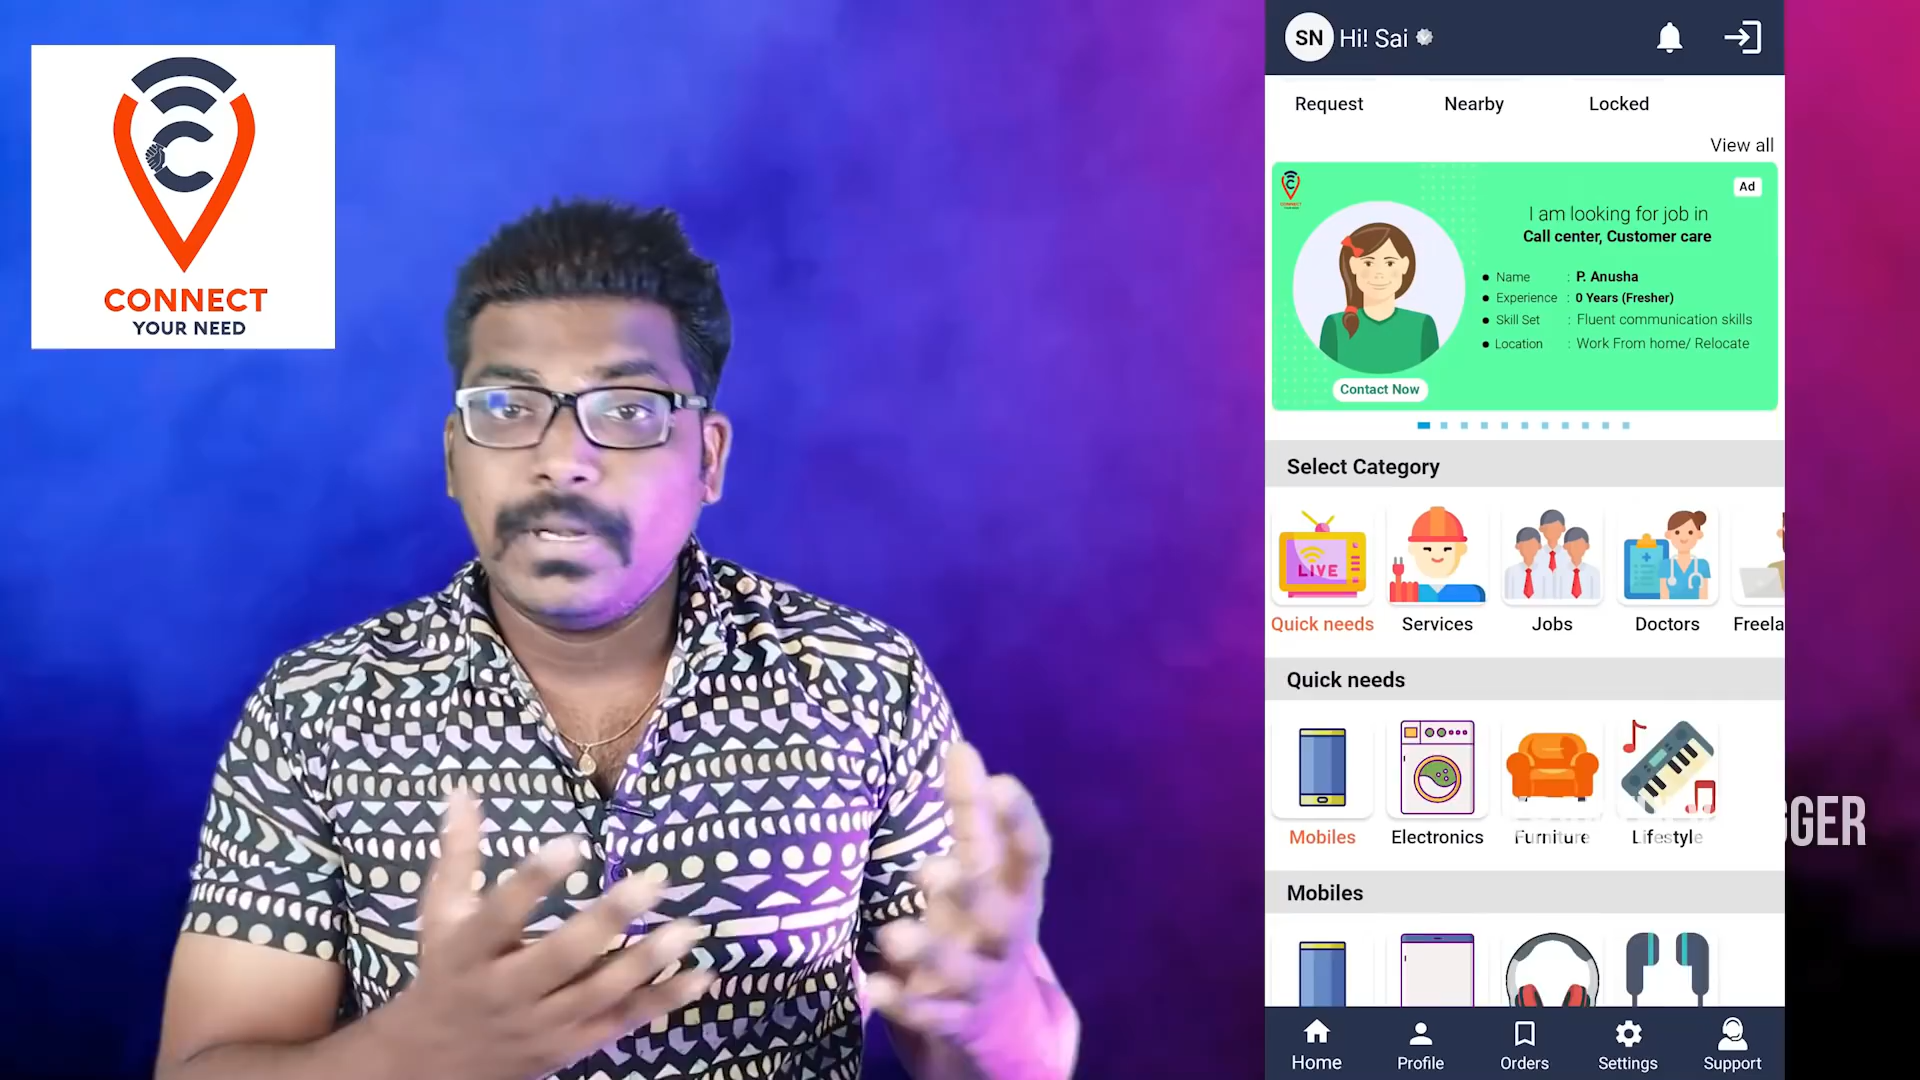 CONNECT
YOUR NEED
SN Hi! Sai
Request Nearby Locked
View all
Ad
CONNECT
I am looking for job in
Call center, Customer care
Name : P. Anusha
Experience : 0 Years (Fresher)
Skill Set : Fluent communication skills
Location : Work From home/ Relocate
Contact Now
Select Category
LIVE
Quick needs Services Jobs Doctors Freela
Quick needs
Mobiles Electronics Furniture Lifestyle
GGER
Mobiles
Home Profile Orders Settings Support